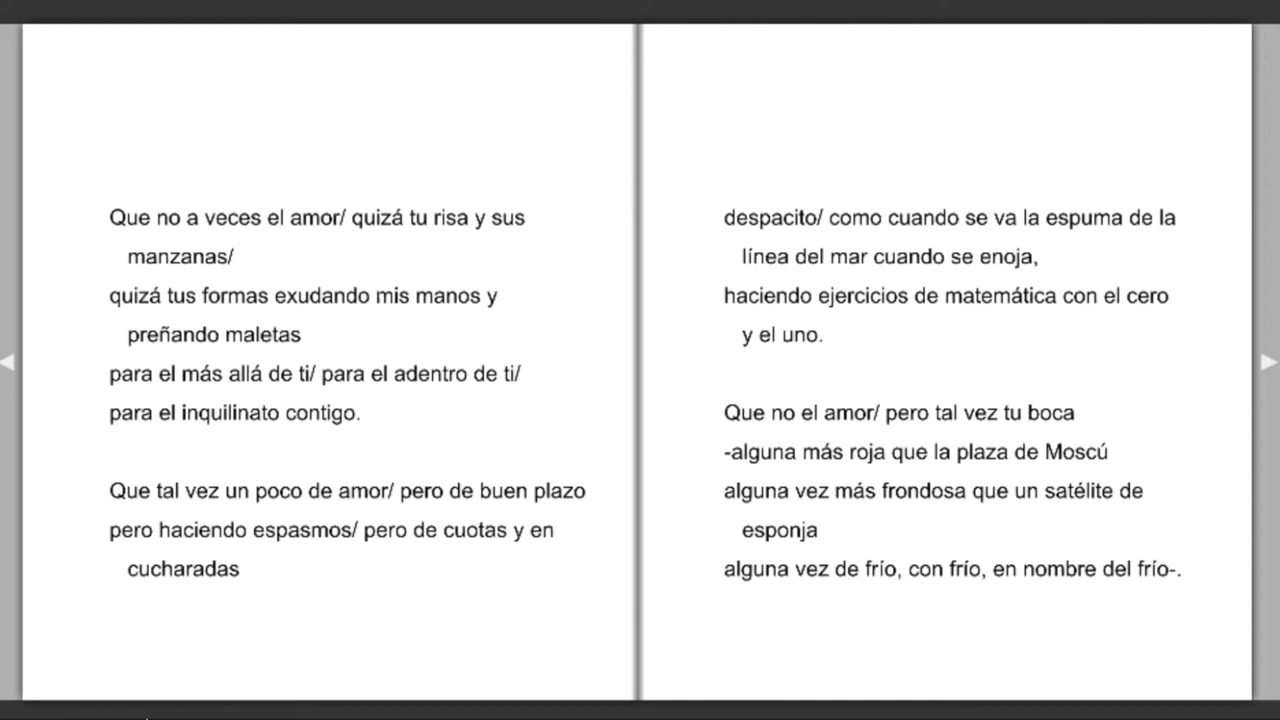 Que no a veces el amor/ quizá tu risa y sus
manzanas/
quizá tus formas exudando mis manos y
preñando maletas
para el más allá de ti/ para el adentro de ti/
para el inquilinato contigo.
Que tal vez un poco de amor/ pero de buen plazo
pero haciendo espasmos/ pero de cuotas y en
cucharadas
despacito/ como cuando se va la espuma de la
línea del mar cuando se enoja,
haciendo ejercicios de matemática con el cero
y el uno.
Que no el amor/ pero tal vez tu boca
-alguna más roja que la plaza de Moscú
alguna vez más frondosa que un satélite de
esponja
alguna vez de frío, con frío, en nombre del frío-.